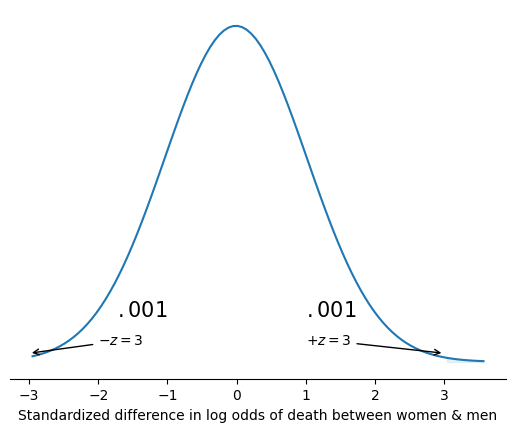 .001 .001
−z = 3 +z = 3
−3 −2 −1 0 1 2 3
Standardized difference in log odds of death between women & men